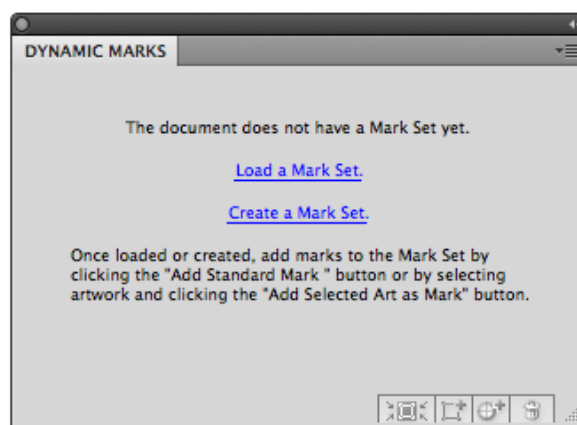 DYNAMIC MARKS
The document does not have a Mark Set yet.
Load a Mark Set.
Create a Mark Set.
Once loaded or created, add marks to the Mark Set by
clicking the "Add Standard Mark " button or by selecting
artwork and clicking the "Add Selected Art as Mark" button.